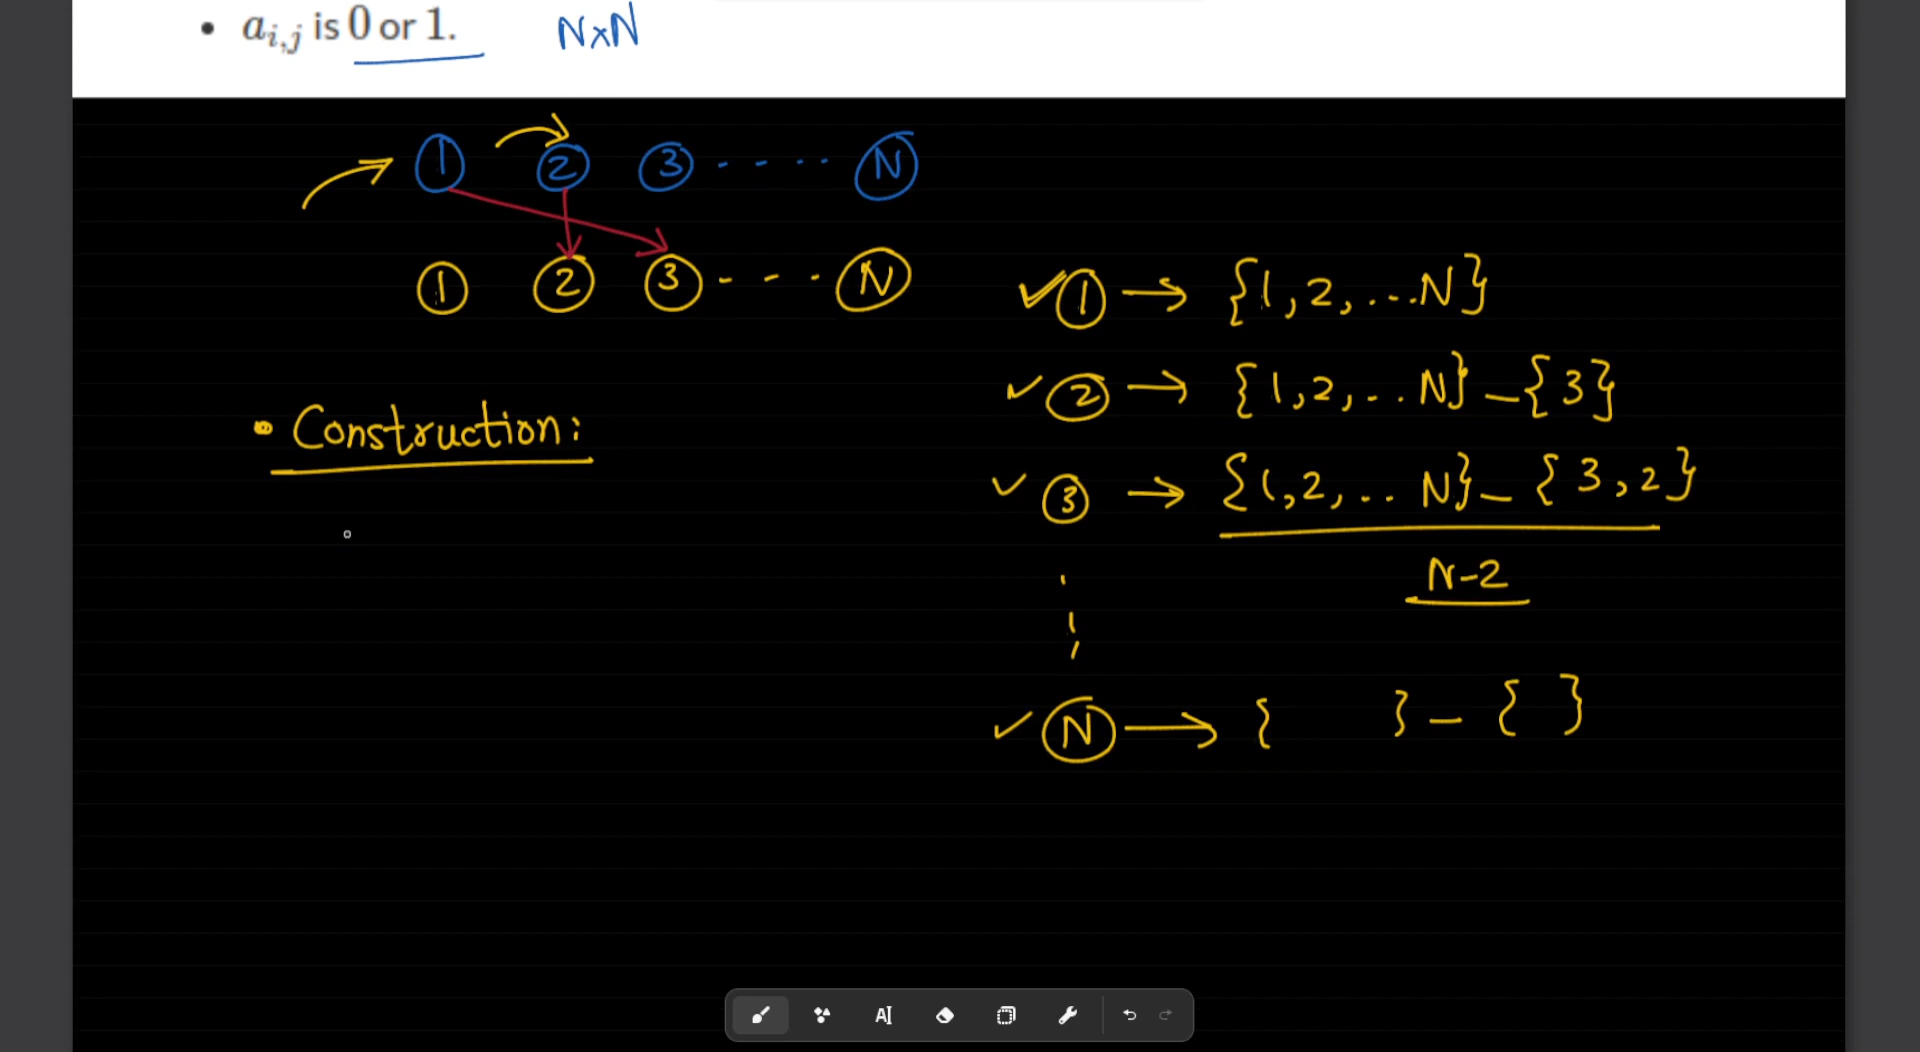 • a_{i,j} is 0 or 1. N×N
1 2 3 ---- N
1 2 3 - - - N
✓ 1 → {1,2,...N}
✓ 2 → {1,2,..N} - {3}
• Construction:
✓ 3 → {1,2,.. N} - {3,2}
N-2
✓ N → { } - { }
AI